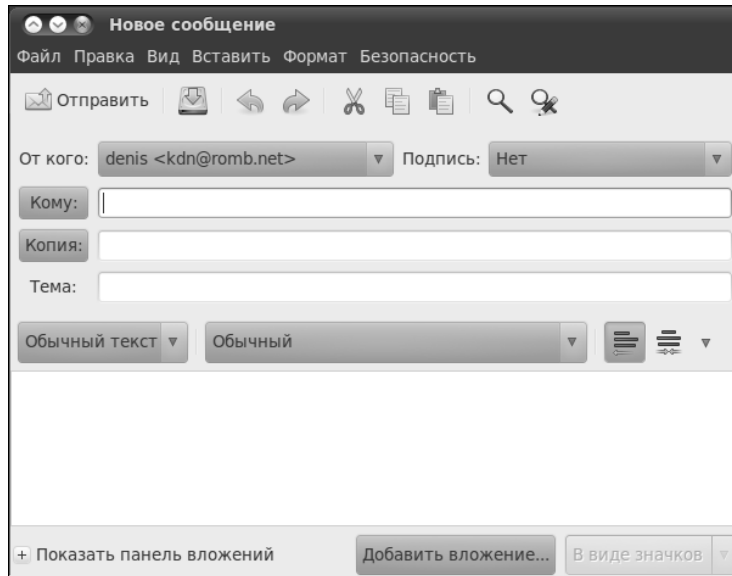 Новое сообщение
Файл Правка Вид Вставить Формат Безопасность
Отправить
От кого: denis <kdn@romb.net> Подпись: Нет
Кому:
Копия:
Тема:
Обычный текст Обычный
+ Показать панель вложений Добавить вложение... В виде значков